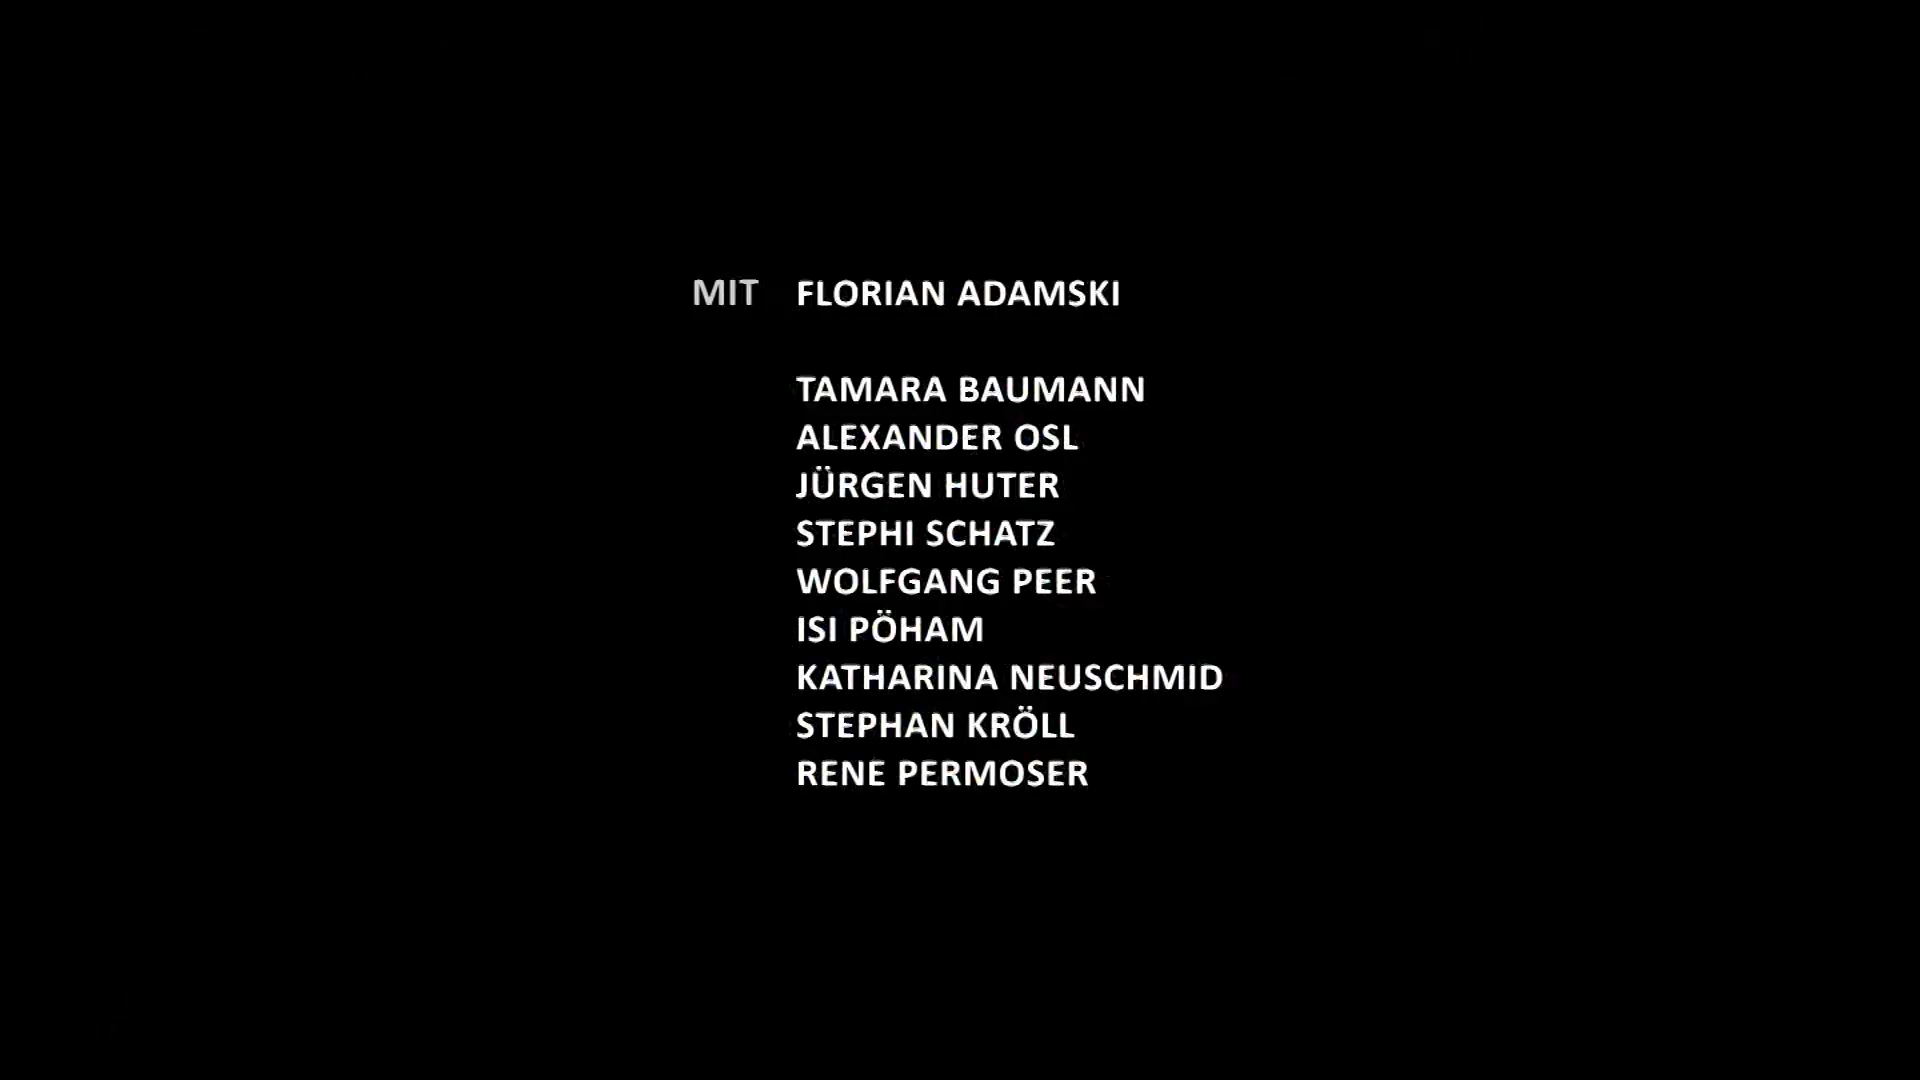 MIT FLORIAN ADAMSKI
TAMARA BAUMANN
ALEXANDER OSL
JÜRGEN HUTER
STEPHI SCHATZ
WOLFGANG PEER
ISI PÖHAM
KATHARINA NEUSCHMID
STEPHAN KRÖLL
RENE PERMOSER